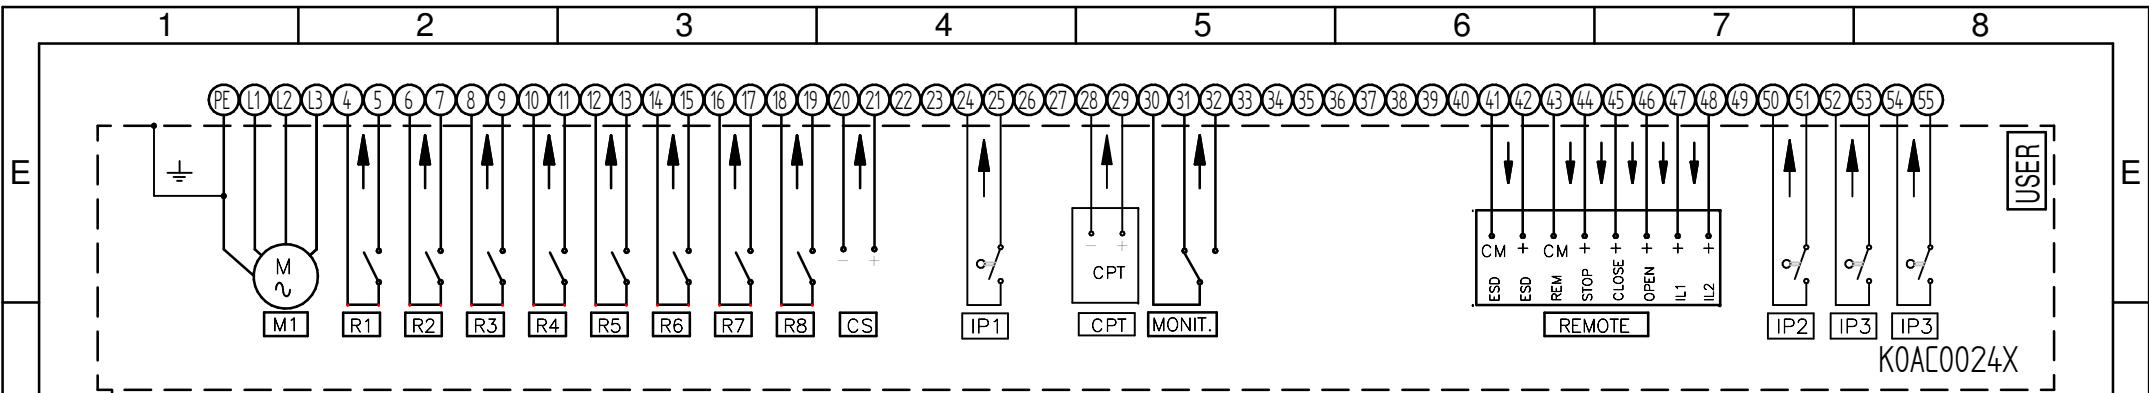 1 2 3 4 5 6 7 8
PE L1 L2 L3 4 5 6 7 8 9 10 11 12 13 14 15 16 17 18 19 20 21 22 23 24 25 26 27 28 29 30 31 32 33 34 35 36 37 38 39 40 41 42 43 44 45 46 47 48 49 50 51 52 53 54 55
E
E
USER
M
- +
- +
CPT
CM + CM + + + + +
ESD ESD REM STOP CLOSE OPEN IL1 IL2
M1 R1 R2 R3 R4 R5 R6 R7 R8 CS IP1 CPT MONIT. REMOTE IP2 IP3 IP3
K0AE0024X